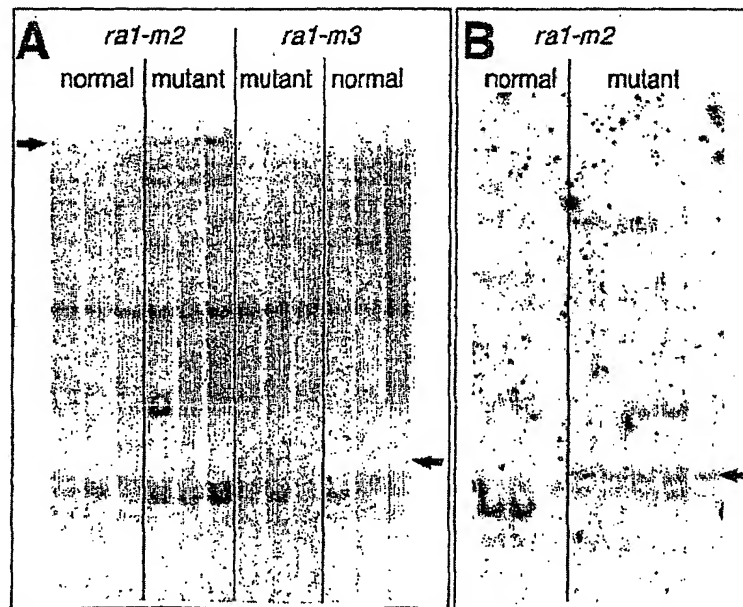 A
ra1-m2 ra1-m3
normal mutant mutant normal
B
ra1-m2
normal mutant